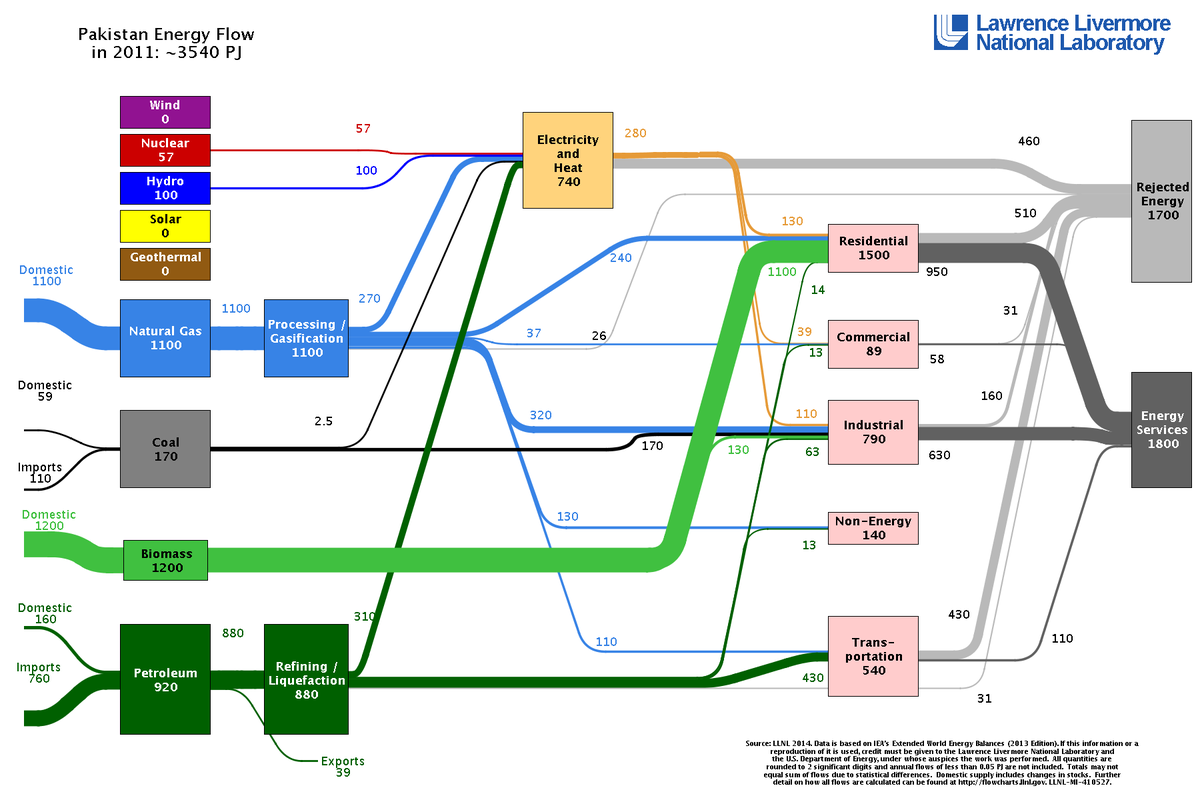 Pakistan Energy Flow
in 2011: ~3540 PJ
Lawrence Livermore
National Laboratory
Wind
0
Nuclear
57
Hydro
100
Solar
0
Geothermal
0
57
100
Domestic
1100
Natural Gas
1100
1100
Processing /
Gasification
1100
270
Domestic
59
Imports
110
Coal
170
2.5
Domestic
1200
Biomass
1200
Domestic
160
Imports
760
Petroleum
920
880
Refining /
Liquefaction
880
310
Exports
39
Electricity
and
Heat
740
280
460
240
37
26
320
170
130
130
110
130
1100
14
39
13
110
63
13
430
Residential
1500
510
950
Commercial
89
31
58
Industrial
790
160
630
Non-Energy
140
Trans-
portation
540
430
110
31
Rejected
Energy
1700
Energy
Services
1800
Source: LLNL 2014. Data is based on IEA's Extended World Energy Balances (2013 Edition). If this information or a
reproduction of it is used, credit must be given to the Lawrence Livermore National Laboratory and
the U.S. Department of Energy, under whose auspices the work was performed. All quantities are
rounded to 2 significant digits and annual flows of less than 0.05 PJ are not included. Totals may not
equal sum of flows due to statistical differences. Domestic supply includes changes in stocks. Further
detail on how all flows are calculated can be found at http://flowcharts.llnl.gov. LLNL-MI-410527.